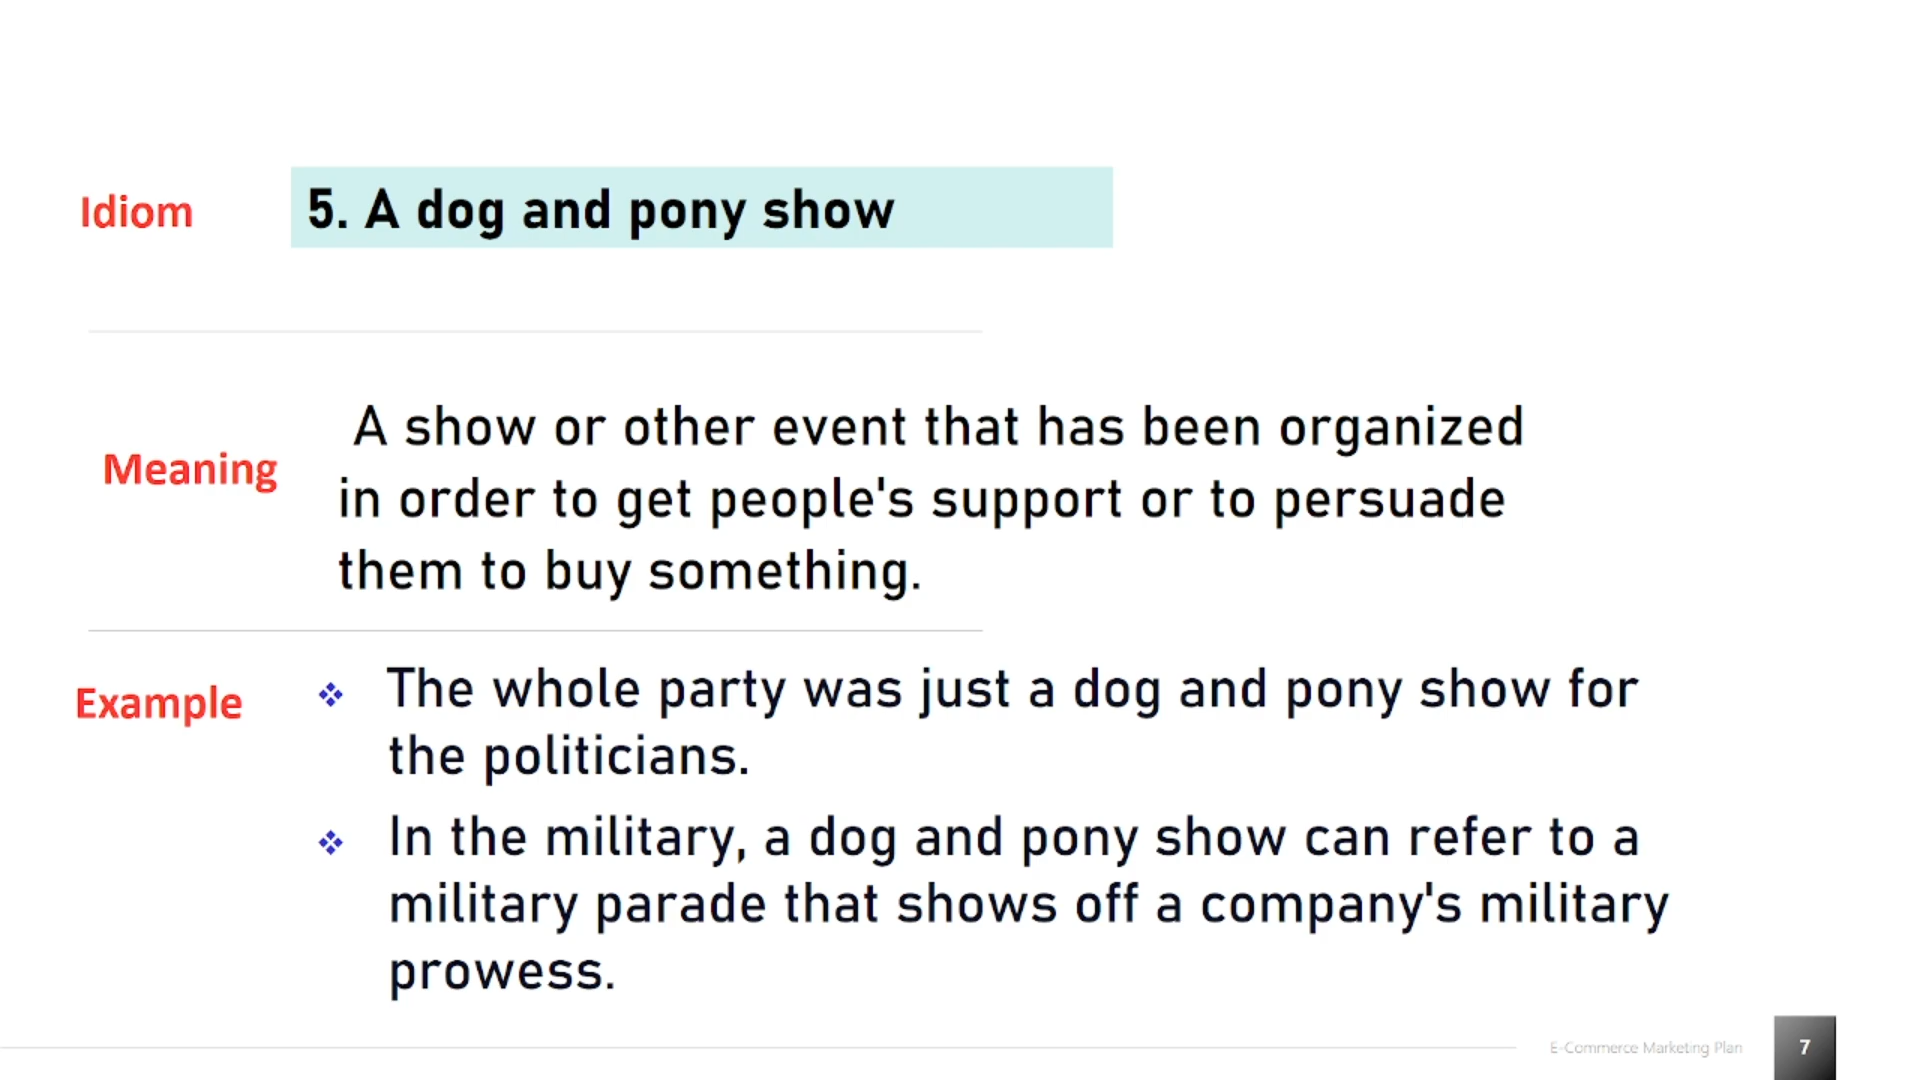 Idiom
5. A dog and pony show
Meaning
A show or other event that has been organized
in order to get people's support or to persuade
them to buy something.
Example
❖ The whole party was just a dog and pony show for
the politicians.
❖ In the military, a dog and pony show can refer to a
military parade that shows off a company's military
prowess.
E-Commerce Marketing Plan
7